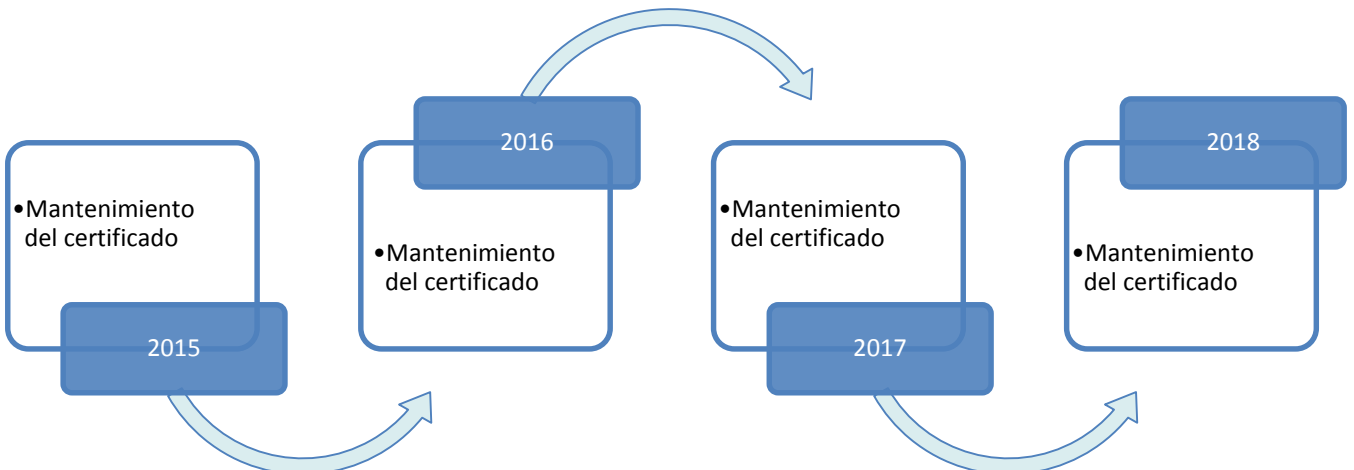 •Mantenimiento
del certificado
2015
2016
•Mantenimiento
del certificado
•Mantenimiento
del certificado
2017
2018
•Mantenimiento
del certificado